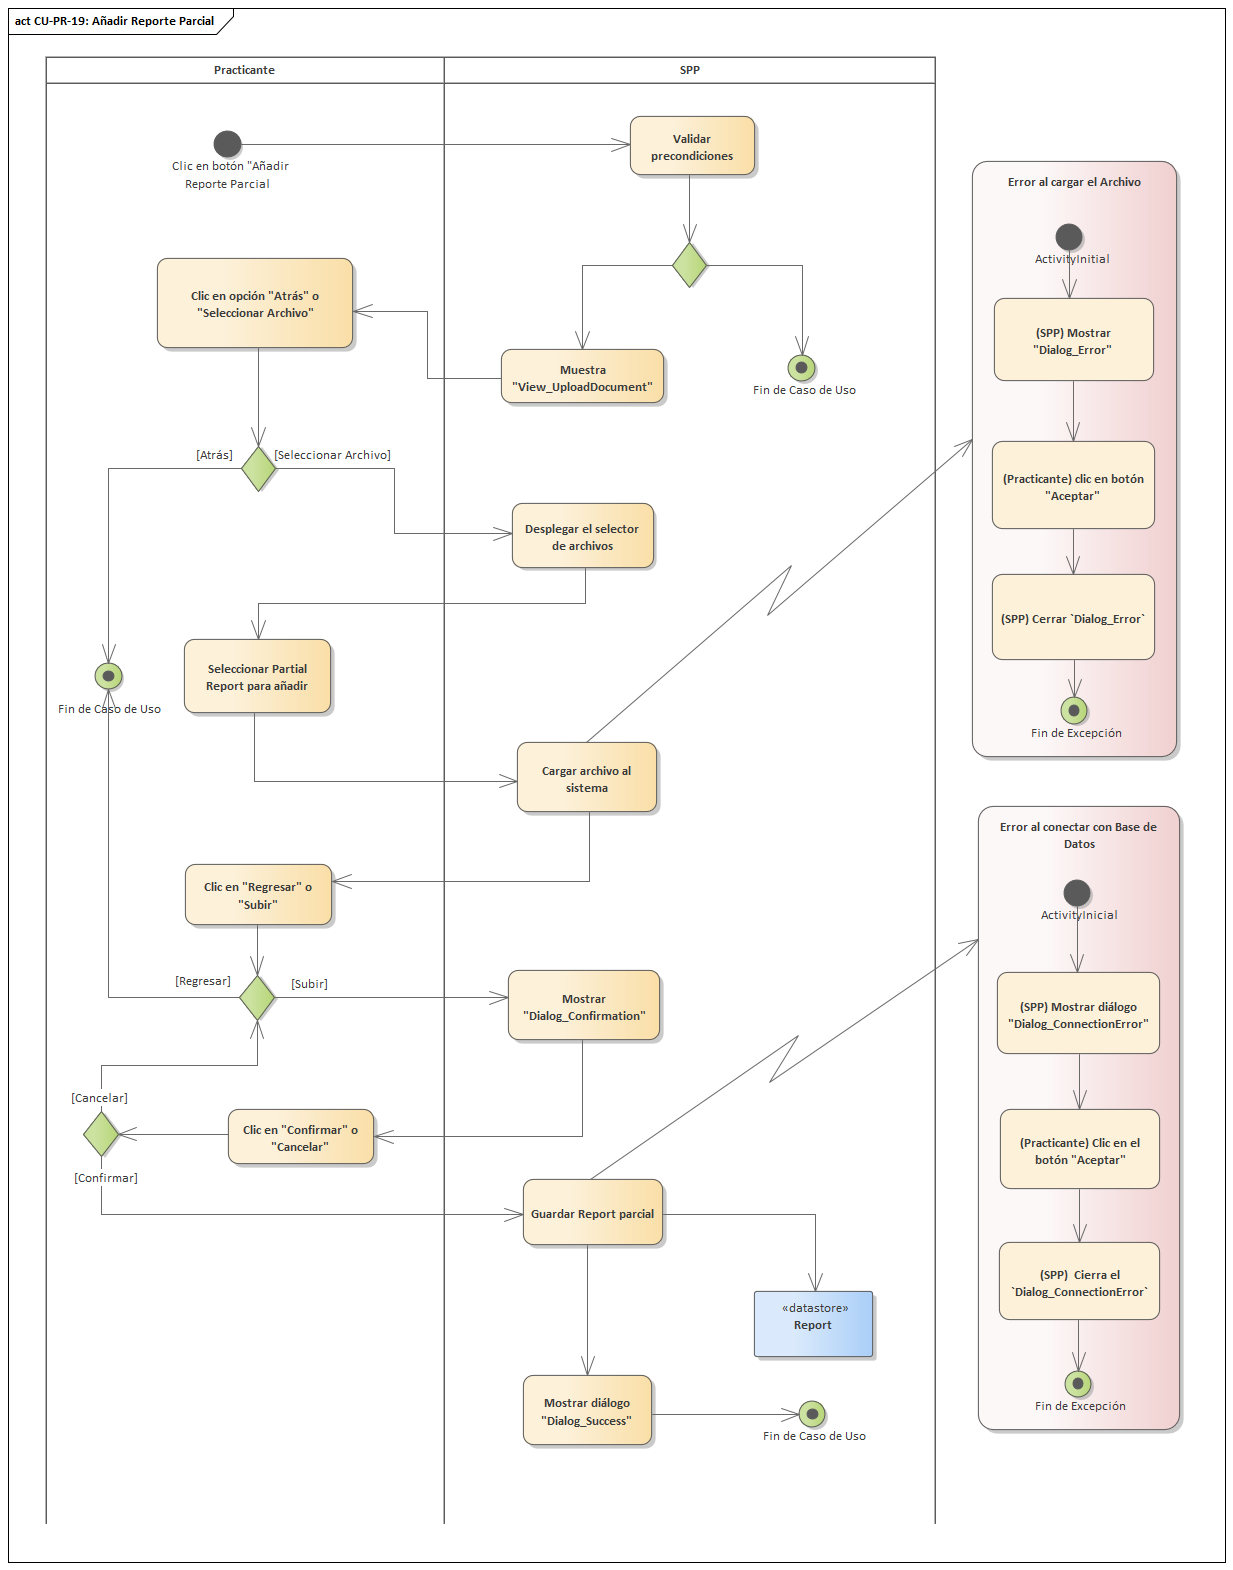 act CU-PR-19: Añadir Reporte Parcial
Practicante
SPP
Clic en botón "Añadir
Reporte Parcial
Validar
precondiciones
Clic en opción "Atrás" o
"Seleccionar Archivo"
Muestra
"View_UploadDocument"
Fin de Caso de Uso
[Atrás]
[Seleccionar Archivo]
Desplegar el selector
de archivos
Seleccionar Partial
Report para añadir
Fin de Caso de Uso
Cargar archivo al
sistema
Clic en "Regresar" o
"Subir"
[Regresar]
[Subir]
Mostrar
"Dialog_Confirmation"
[Cancelar]
Clic en "Confirmar" o
"Cancelar"
[Confirmar]
Guardar Report parcial
«datastore»
Report
Mostrar diálogo
"Dialog_Success"
Fin de Caso de Uso
Error al cargar el Archivo
ActivityInitial
(SPP) Mostrar
"Dialog_Error"
(Practicante) clic en botón
"Aceptar"
(SPP) Cerrar `Dialog_Error`
Fin de Excepción
Error al conectar con Base de
Datos
ActivityInicial
(SPP) Mostrar diálogo
"Dialog_ConnectionError"
(Practicante) Clic en el
botón "Aceptar"
(SPP)  Cierra el
`Dialog_ConnectionError`
Fin de Excepción